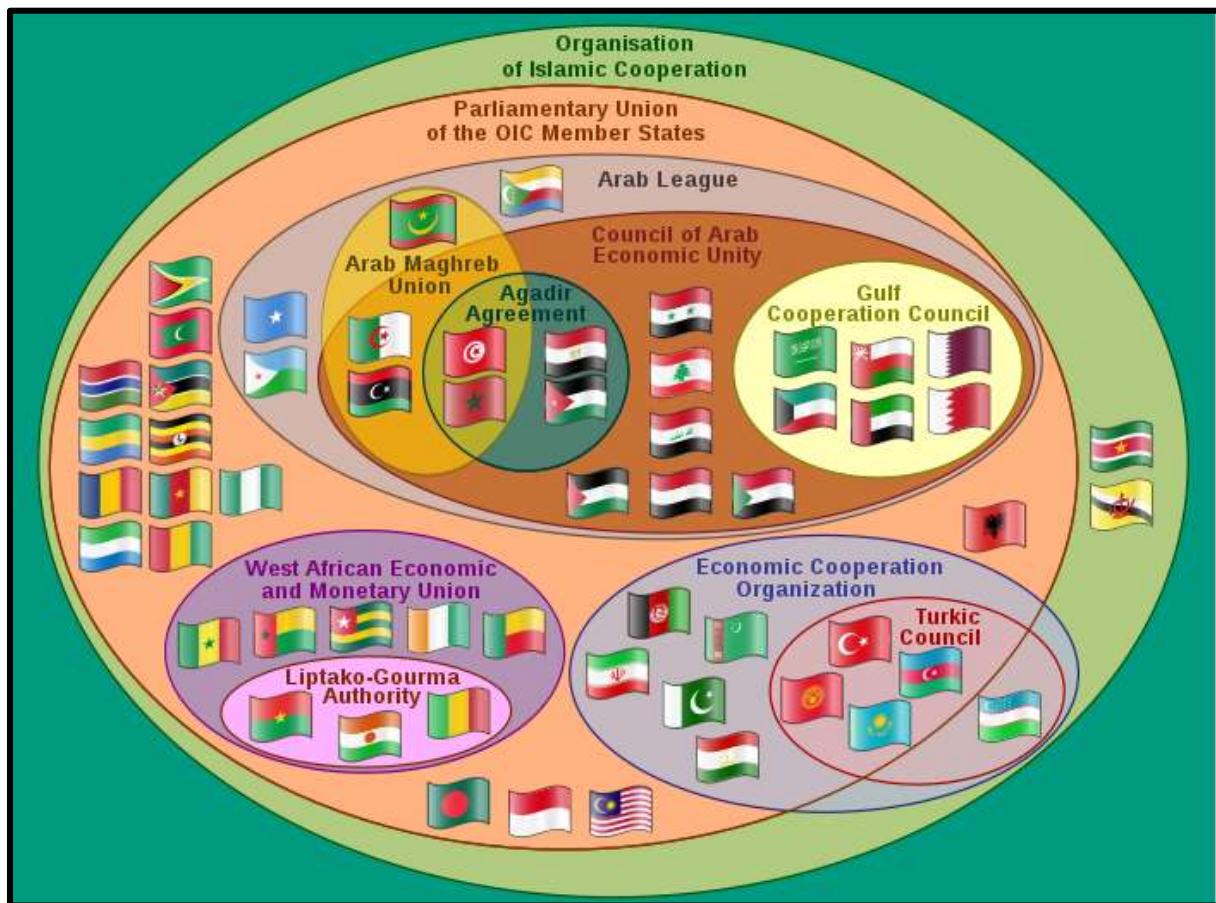 Organisation
of Islamic Cooperation
Parliamentary Union
of the OIC Member States
Arab League
Council of Arab
Economic Unity
Arab Maghreb
Union
Agadir
Agreement
Gulf
Cooperation Council
West African Economic
and Monetary Union
Liptako-Gourma
Authority
Economic Cooperation
Organization
Turkic
Council